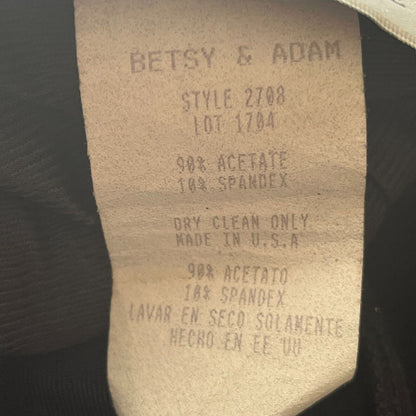 BETSY & ADAM
STYLE 2708
LOT 1704
90% ACETATE
10% SPANDEX
DRY CLEAN ONLY
MADE IN U.S.A
90% ACETATO
10% SPANDEX
LAVAR EN SECO SOLAMENTE
HECHO EN EE UU